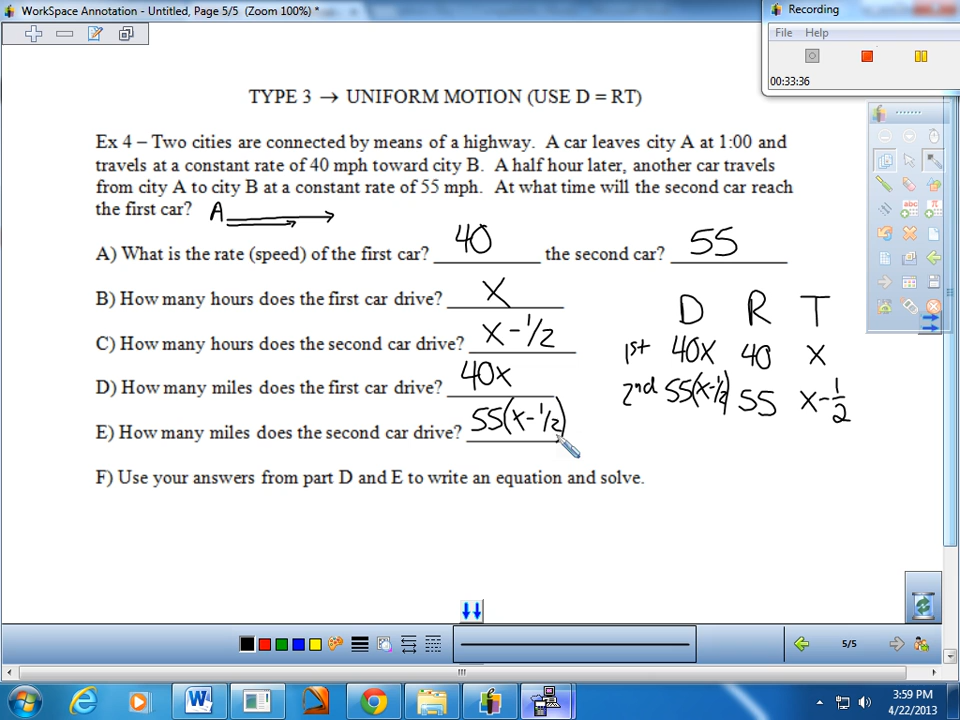 WorkSpace Annotation - Untitled, Page 5/5 (Zoom 100%) *
Recording
File Help
00:33:36
TYPE 3 → UNIFORM MOTION (USE D = RT)
Ex 4 – Two cities are connected by means of a highway. A car leaves city A at 1:00 and
travels at a constant rate of 40 mph toward city B. A half hour later, another car travels
from city A to city B at a constant rate of 55 mph. At what time will the second car reach
the first car? A
A) What is the rate (speed) of the first car? 40 the second car? 55
B) How many hours does the first car drive? x
C) How many hours does the second car drive? x - 1/2
D) How many miles does the first car drive? 40x
E) How many miles does the second car drive? 55(x - 1/2)
D R T
1st 40x 40 x
2nd 55(x - 1/2) 55 x - 1/2
F) Use your answers from part D and E to write an equation and solve.
abc
5/5
3:59 PM
4/22/2013